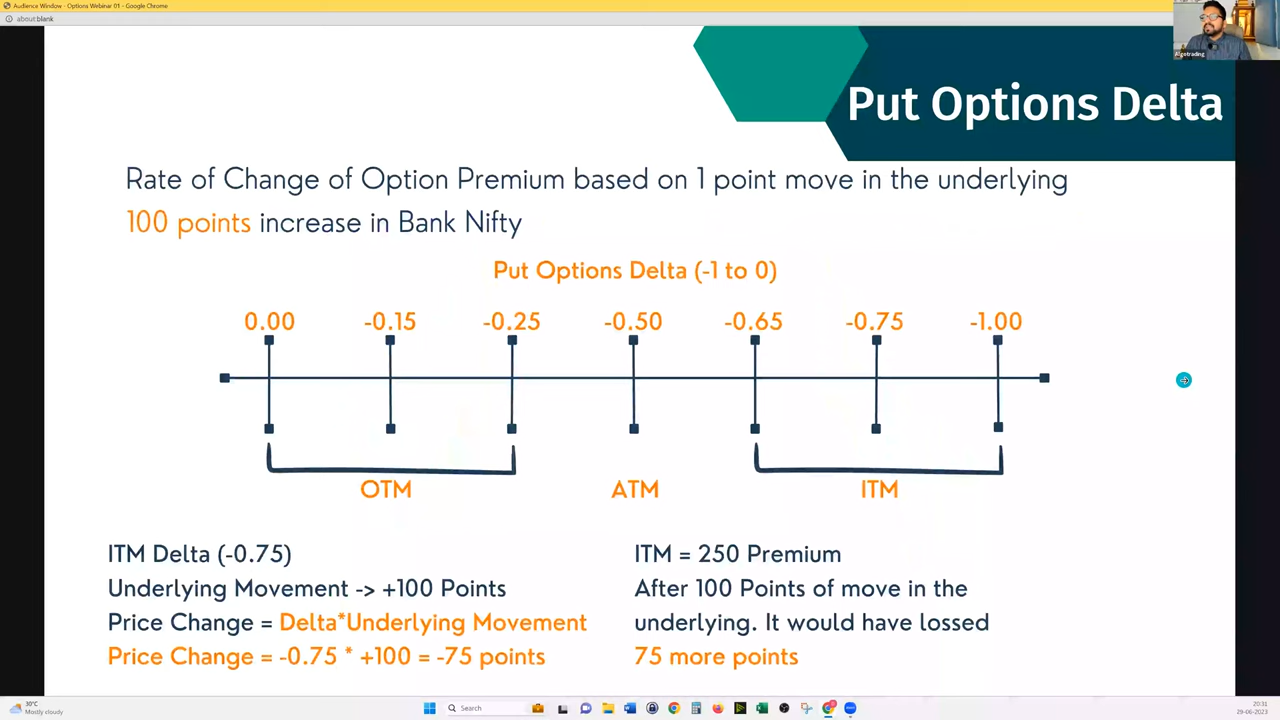 Audience Window - Options Webinar 01 - Google Chrome
about:blank
Algotrading
Put Options Delta
Rate of Change of Option Premium based on 1 point move in the underlying
100 points increase in Bank Nifty
Put Options Delta (-1 to 0)
0.00 -0.15 -0.25 -0.50 -0.65 -0.75 -1.00
OTM ATM ITM
ITM Delta (-0.75)
Underlying Movement -> +100 Points
Price Change = Delta*Underlying Movement
Price Change = -0.75 * +100 = -75 points
ITM = 250 Premium
After 100 Points of move in the
underlying. It would have lossed
75 more points
30°C
Mostly cloudy
Search
20:31
29-06-2023